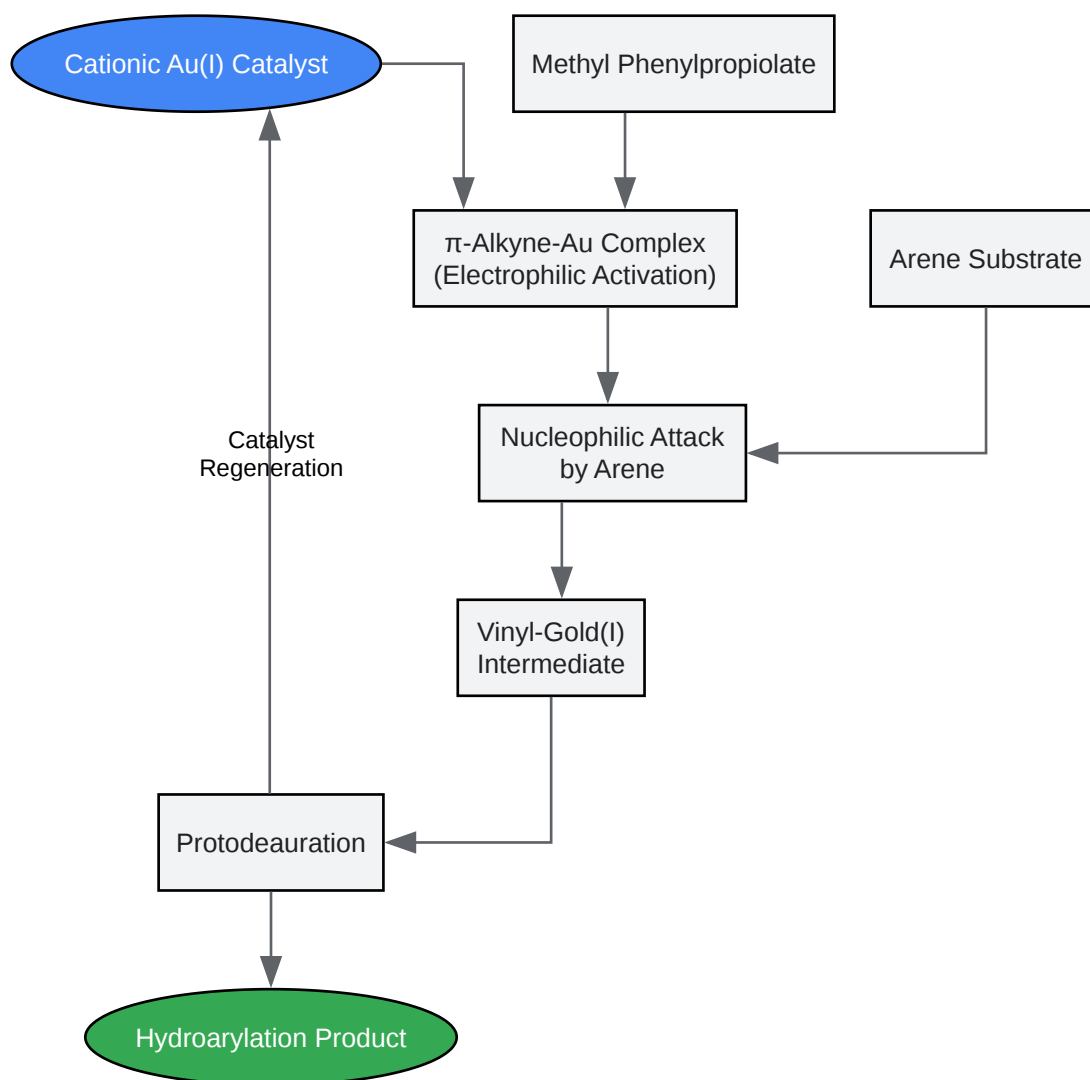 Cationic Au(I) Catalyst
Methyl Phenylpropiolate
π-Alkyne-Au Complex
(Electrophilic Activation)
Arene Substrate
Nucleophilic Attack
by Arene
Catalyst
Regeneration
Vinyl-Gold(I)
Intermediate
Protodeauration
Hydroarylation Product